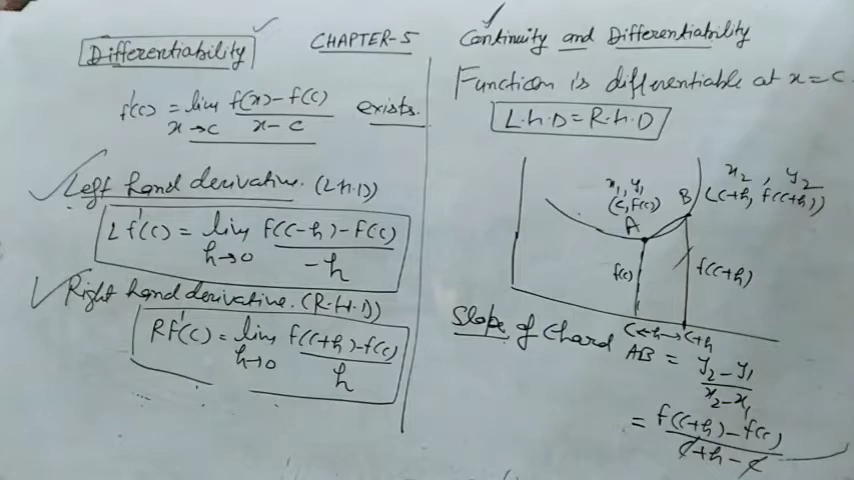 Differentiability
CHAPTER-5
Continuity and Differentiability
f'(c) = lim f(x)-f(c) exists.
x→c x-c
Left hand derivative. (L.h.D)
Lf'(c) = lim f(c-h)-f(c)
h→0 -h
Right hand derivative. (R.H.D)
Rf'(c) = lim f(c+h)-f(c)
h→0 h
Function is differentiable at x=c.
L.h.D = R.h.D
x₁, y₁
(c, f(c))
A
B
x₂, y₂
(c+h, f(c+h))
f(c)
f(c+h)
c←h→c+h
Slope of chord AB = y₂-y₁
x₂-x₁
= f(c+h)-f(c)
c+h-c